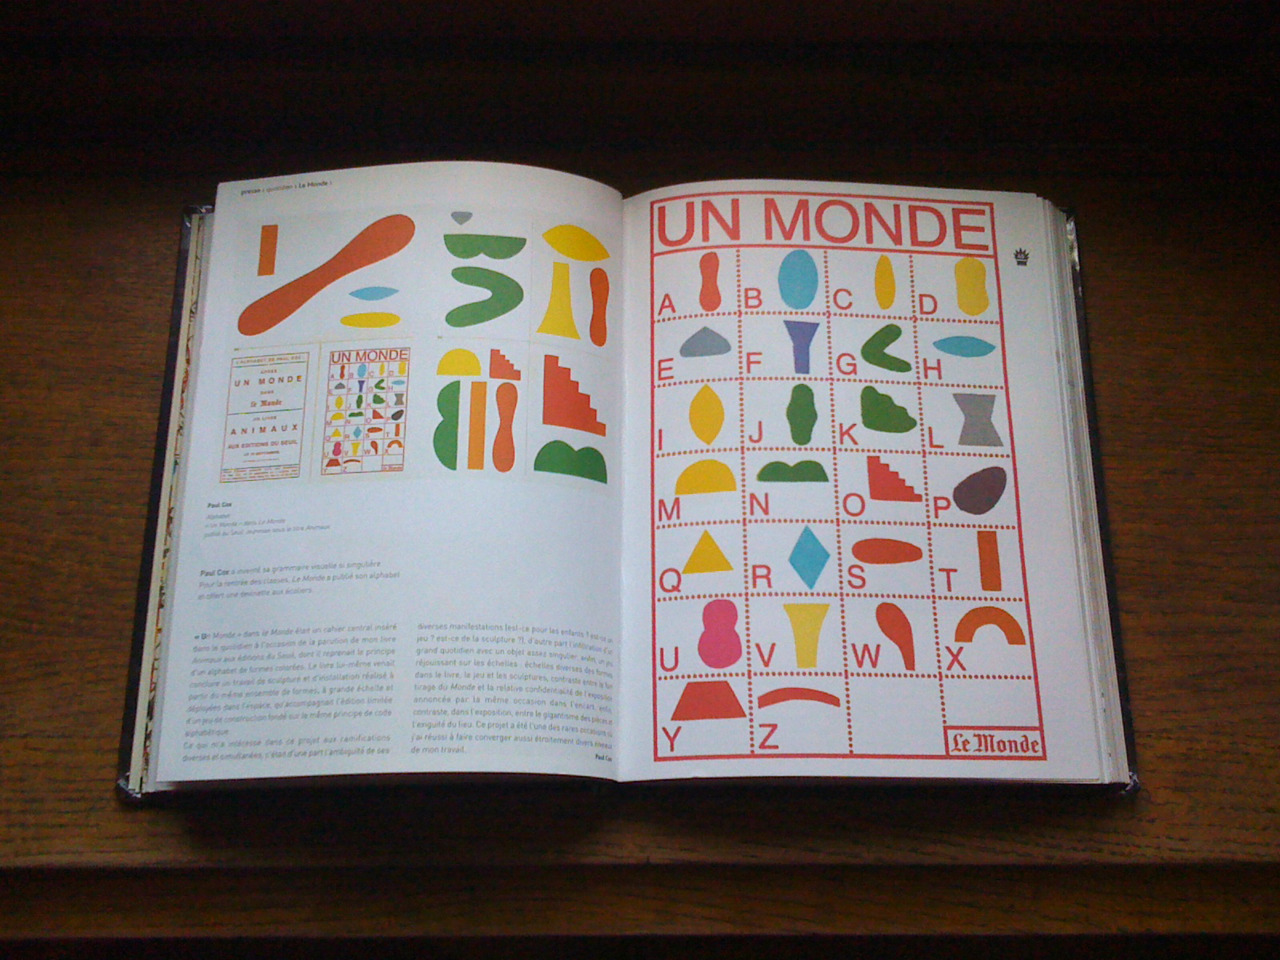 presse « quotidien » Le Monde »
L'ALPHABET DE PAUL COX
UN MONDE
dans
le Monde
UN LIVRE
ANIMAUX
AUX EDITIONS DU SEUIL
UN MONDE
Paul Cox
Alphabet
« Un Monde » dans Le Monde
publié au Seuil, journaux sous le titre Animaux
Paul Cox a inventé sa grammaire visuelle si singulière.
Pour la rentrée des classes, Le Monde a publié son alphabet
et offert une devinette aux écoliers.
« Un Monde » dans le Monde était un cahier central inséré
dans le quotidien à l'occasion de la parution de mon livre
Animaux aux éditions du Seuil, dont il reprenait le principe
d'un alphabet de formes colorées. Le livre lui-même venait
conclure un travail de sculpture et d'installation réalisé à
partir du même ensemble de formes, à grande échelle et
déployées dans l'espace, qu'accompagnait l'édition limitée
d'un jeu de construction fondé sur le même principe de code
alphabétique.
Ce qui m'a intéressé dans ce projet aux ramifications
diverses et simultanées, c'était d'une part l'ambiguïté de ses
diverses manifestations (est-ce pour les enfants ? est-ce un
jeu ? est-ce de la sculpture ?), d'autre part l'infiltration d'un
grand quotidien avec un objet assez singulier, enfin, un jeu
réjouissant sur les échelles : échelles diverses des formes
dans le livre, le jeu et les sculptures, contraste entre le fort
tirage du Monde et la relative confidentialité de l'exposition
annoncée par la même occasion dans l'encart, enfin,
contraste, dans l'exposition, entre le gigantisme des pièces et
l'exiguïté du lieu. Ce projet a été l'une des rares occasions où
j'ai réussi à faire converger aussi étroitement divers niveaux
de mon travail.
Paul Cox
UN MONDE
A B C D
E F G H
I J K L
M N O P
Q R S T
U V W X
Y Z
Le Monde